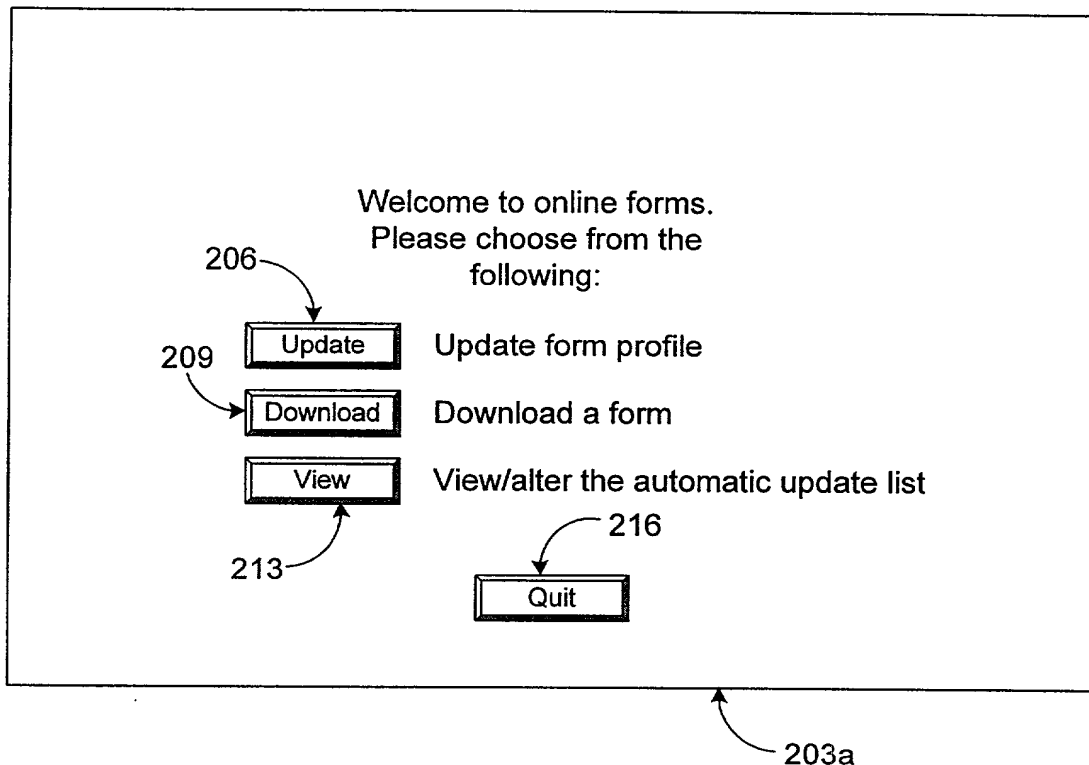 Welcome to online forms.
Please choose from the
following:
206
Update Update form profile
209
Download Download a form
View View/alter the automatic update list
216
213
Quit
203a